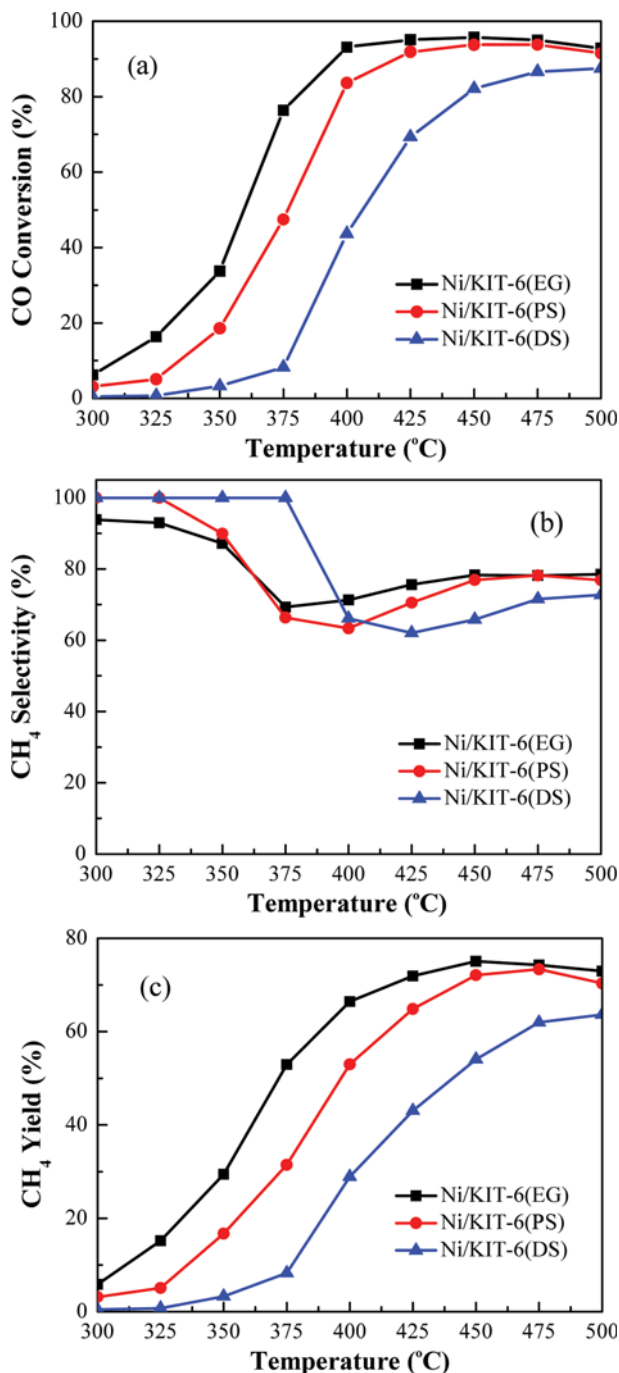 (a)
CO Conversion (%)
100
80
60
40
20
0
Ni/KIT-6(EG)
Ni/KIT-6(PS)
Ni/KIT-6(DS)
300 325 350 375 400 425 450 475 500
Temperature (°C)
(b)
CH₄ Selectivity (%)
100
80
60
40
20
0
Ni/KIT-6(EG)
Ni/KIT-6(PS)
Ni/KIT-6(DS)
300 325 350 375 400 425 450 475 500
Temperature (°C)
(c)
CH₄ Yield (%)
80
60
40
20
0
Ni/KIT-6(EG)
Ni/KIT-6(PS)
Ni/KIT-6(DS)
300 325 350 375 400 425 450 475 500
Temperature (°C)